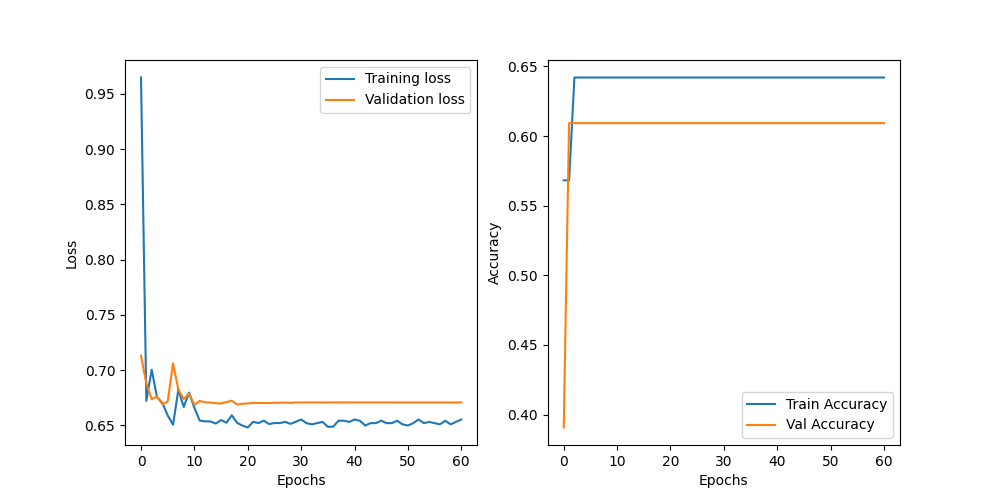 Training loss
Validation loss
0.95
0.90
0.85
0.80
0.75
0.70
0.65
Loss
0 10 20 30 40 50 60
Epochs
0.65
0.60
0.55
0.50
0.45
0.40
Accuracy
Train Accuracy
Val Accuracy
0 10 20 30 40 50 60
Epochs